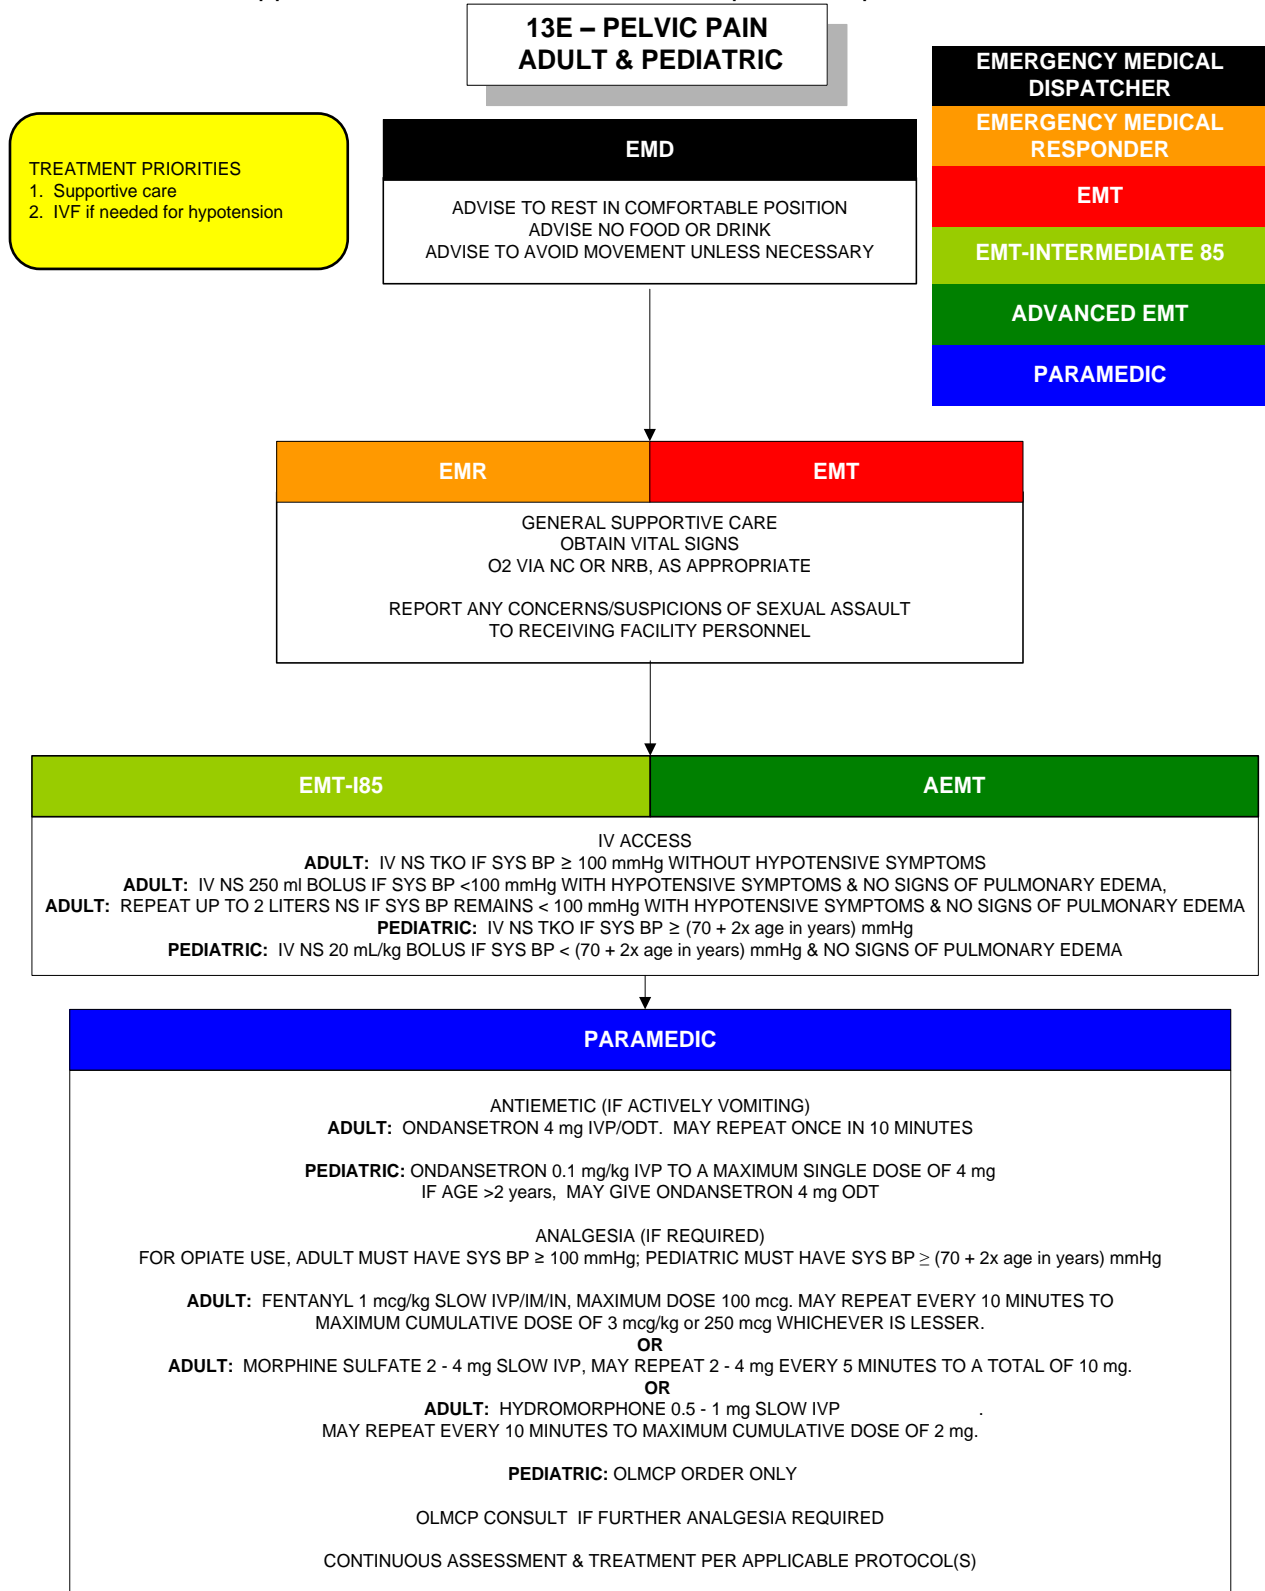 13E – PELVIC PAIN
ADULT & PEDIATRIC
EMERGENCY MEDICAL
DISPATCHER
EMERGENCY MEDICAL
RESPONDER
EMT
EMT-INTERMEDIATE 85
ADVANCED EMT
PARAMEDIC
TREATMENT PRIORITIES
1. Supportive care
2. IVF if needed for hypotension
EMD
ADVISE TO REST IN COMFORTABLE POSITION
ADVISE NO FOOD OR DRINK
ADVISE TO AVOID MOVEMENT UNLESS NECESSARY
EMR
EMT
GENERAL SUPPORTIVE CARE
OBTAIN VITAL SIGNS
O2 VIA NC OR NRB, AS APPROPRIATE
REPORT ANY CONCERNS/SUSPICIONS OF SEXUAL ASSAULT
TO RECEIVING FACILITY PERSONNEL
EMT-I85
AEMT
IV ACCESS
ADULT: IV NS TKO IF SYS BP ≥ 100 mmHg WITHOUT HYPOTENSIVE SYMPTOMS
ADULT: IV NS 250 ml BOLUS IF SYS BP <100 mmHg WITH HYPOTENSIVE SYMPTOMS & NO SIGNS OF PULMONARY EDEMA,
ADULT: REPEAT UP TO 2 LITERS NS IF SYS BP REMAINS < 100 mmHg WITH HYPOTENSIVE SYMPTOMS & NO SIGNS OF PULMONARY EDEMA
PEDIATRIC: IV NS TKO IF SYS BP ≥ (70 + 2x age in years) mmHg
PEDIATRIC: IV NS 20 mL/kg BOLUS IF SYS BP < (70 + 2x age in years) mmHg & NO SIGNS OF PULMONARY EDEMA
PARAMEDIC
ANTIEMETIC (IF ACTIVELY VOMITING)
ADULT: ONDANSETRON 4 mg IVP/ODT. MAY REPEAT ONCE IN 10 MINUTES
PEDIATRIC: ONDANSETRON 0.1 mg/kg IVP TO A MAXIMUM SINGLE DOSE OF 4 mg
IF AGE >2 years, MAY GIVE ONDANSETRON 4 mg ODT
ANALGESIA (IF REQUIRED)
FOR OPIATE USE, ADULT MUST HAVE SYS BP ≥ 100 mmHg; PEDIATRIC MUST HAVE SYS BP ≥ (70 + 2x age in years) mmHg
ADULT: FENTANYL 1 mcg/kg SLOW IVP/IM/IN, MAXIMUM DOSE 100 mcg. MAY REPEAT EVERY 10 MINUTES TO
MAXIMUM CUMULATIVE DOSE OF 3 mcg/kg or 250 mcg WHICHEVER IS LESSER.
OR
ADULT: MORPHINE SULFATE 2 - 4 mg SLOW IVP, MAY REPEAT 2 - 4 mg EVERY 5 MINUTES TO A TOTAL OF 10 mg.
OR
ADULT: HYDROMORPHONE 0.5 - 1 mg SLOW IVP .
MAY REPEAT EVERY 10 MINUTES TO MAXIMUM CUMULATIVE DOSE OF 2 mg.
PEDIATRIC: OLMCP ORDER ONLY
OLMCP CONSULT IF FURTHER ANALGESIA REQUIRED
CONTINUOUS ASSESSMENT & TREATMENT PER APPLICABLE PROTOCOL(S)